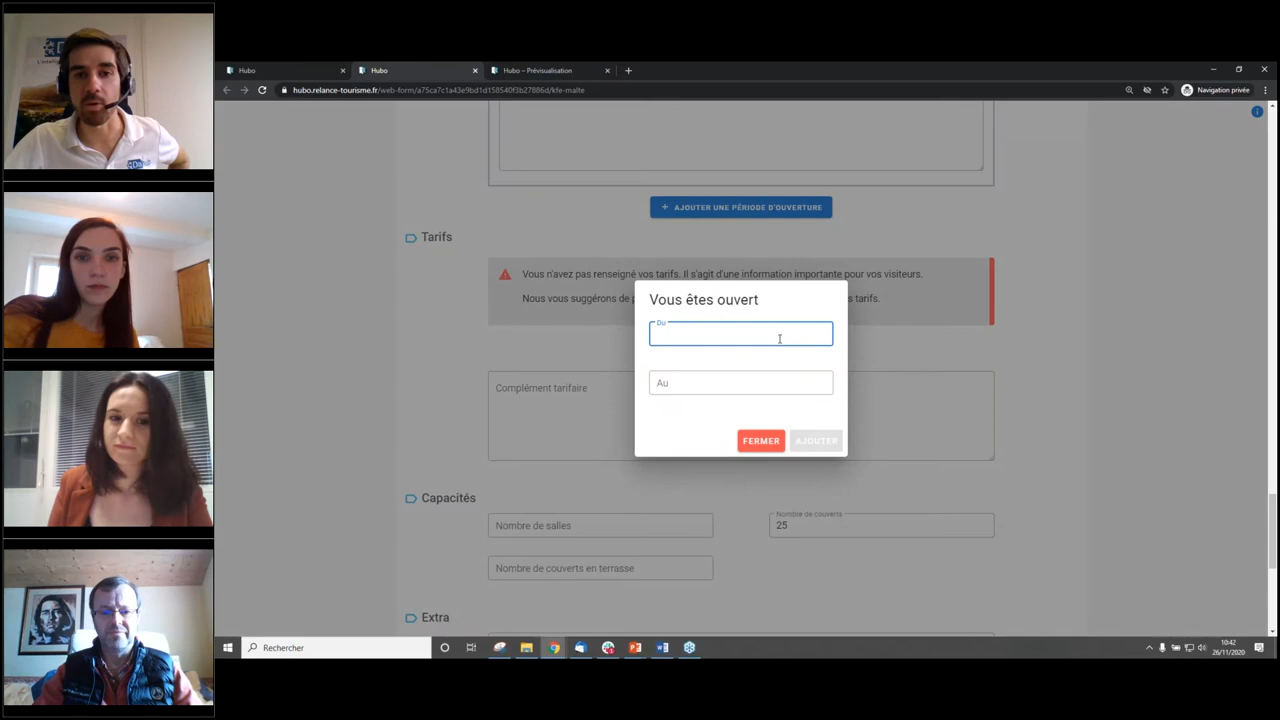 Hubo
Hubo
Hubo – Prévisualisation
hubo.relance-tourisme.fr/web-form/a75ca7c1a43e9bd1d158540f3b27886d/kfe-malte
Navigation privée
+ AJOUTER UNE PÉRIODE D'OUVERTURE
Tarifs
Vous n'avez pas renseigné vos tarifs. Il s'agit d'une information importante pour vos visiteurs.
Nous vous suggérons de
s tarifs.
Vous êtes ouvert
Du
Au
FERMER
AJOUTER
Complément tarifaire
Capacités
Nombre de salles
Nombre de couverts
25
Nombre de couverts en terrasse
Extra
Rechercher
10:42
26/11/2020